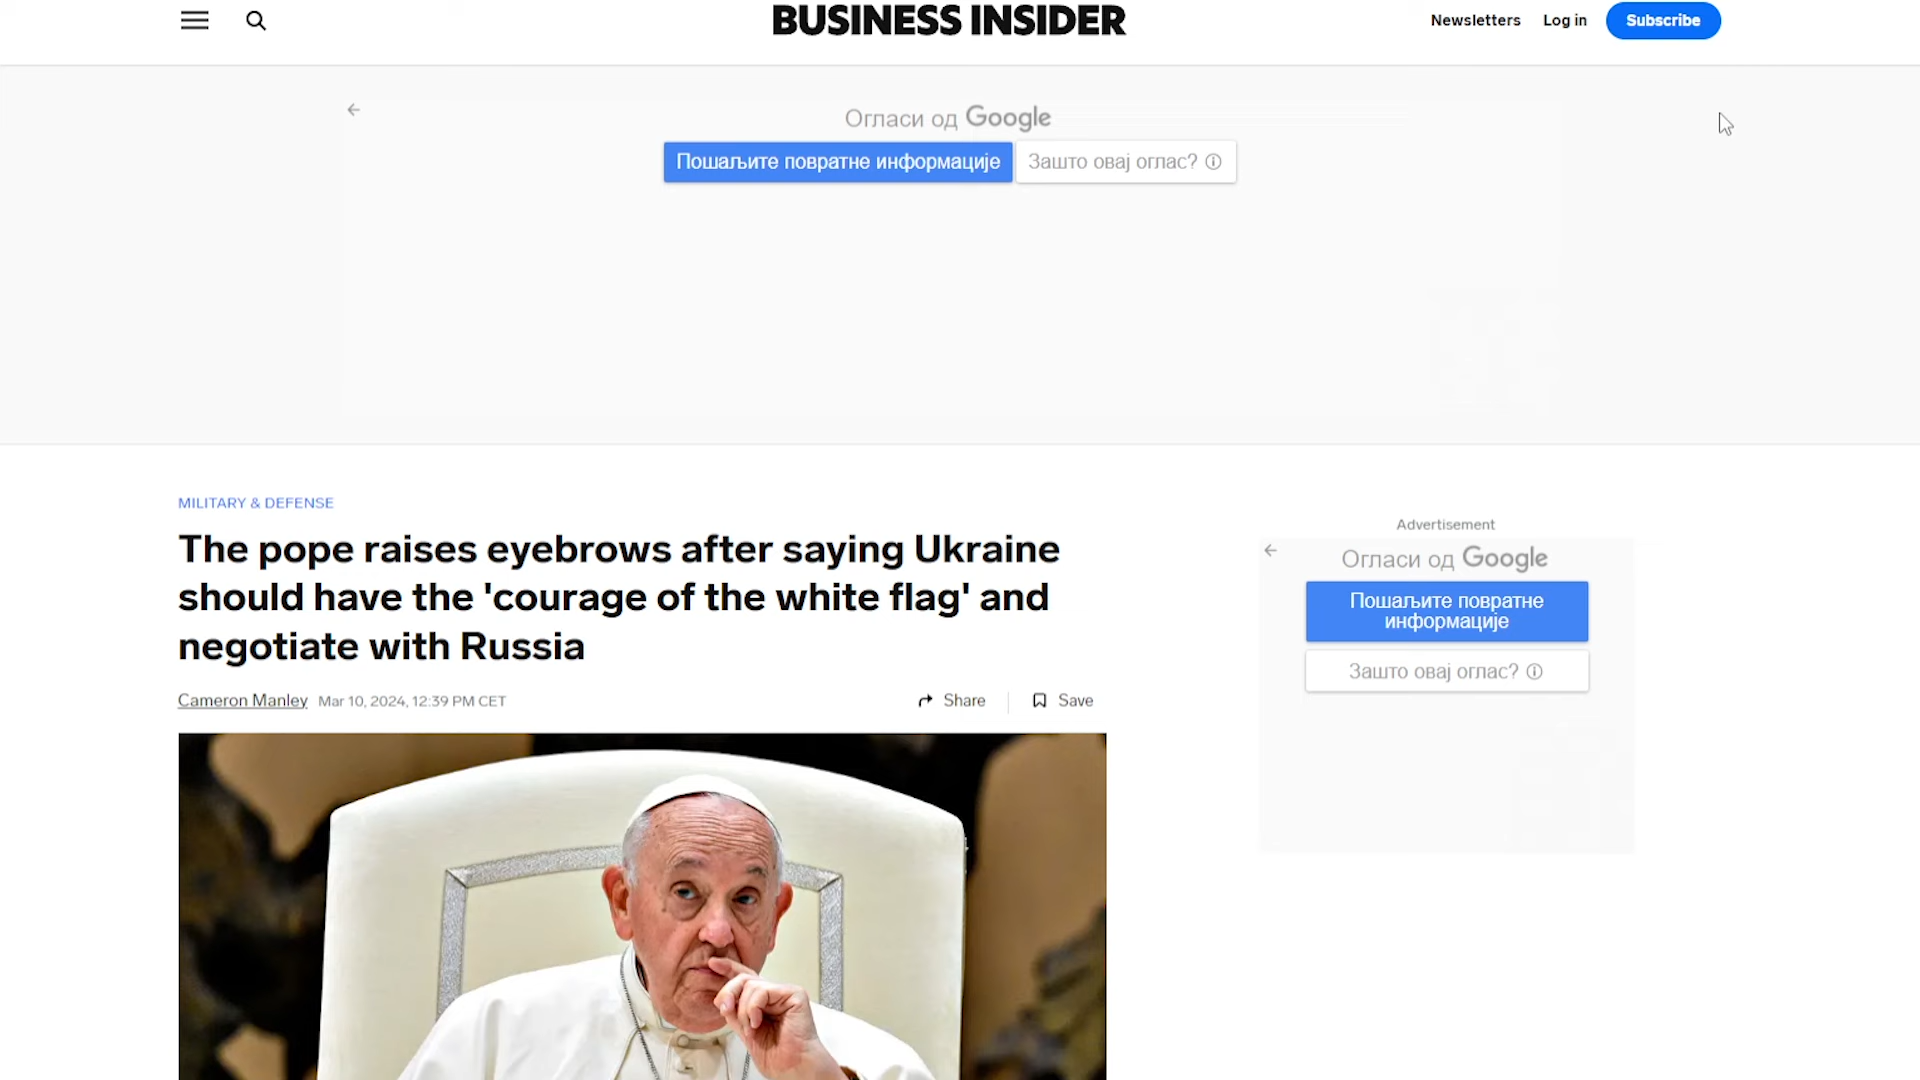 BUSINESS INSIDER
Newsletters
Log in
Subscribe
Огласи од Google
Пошаљите повратне информације
Зашто овај оглас?
MILITARY & DEFENSE
The pope raises eyebrows after saying Ukraine
should have the 'courage of the white flag' and
negotiate with Russia
Cameron Manley Mar 10, 2024, 12:39 PM CET
Share
Save
Advertisement
Огласи од Google
Пошаљите повратне
информације
Зашто овај оглас?